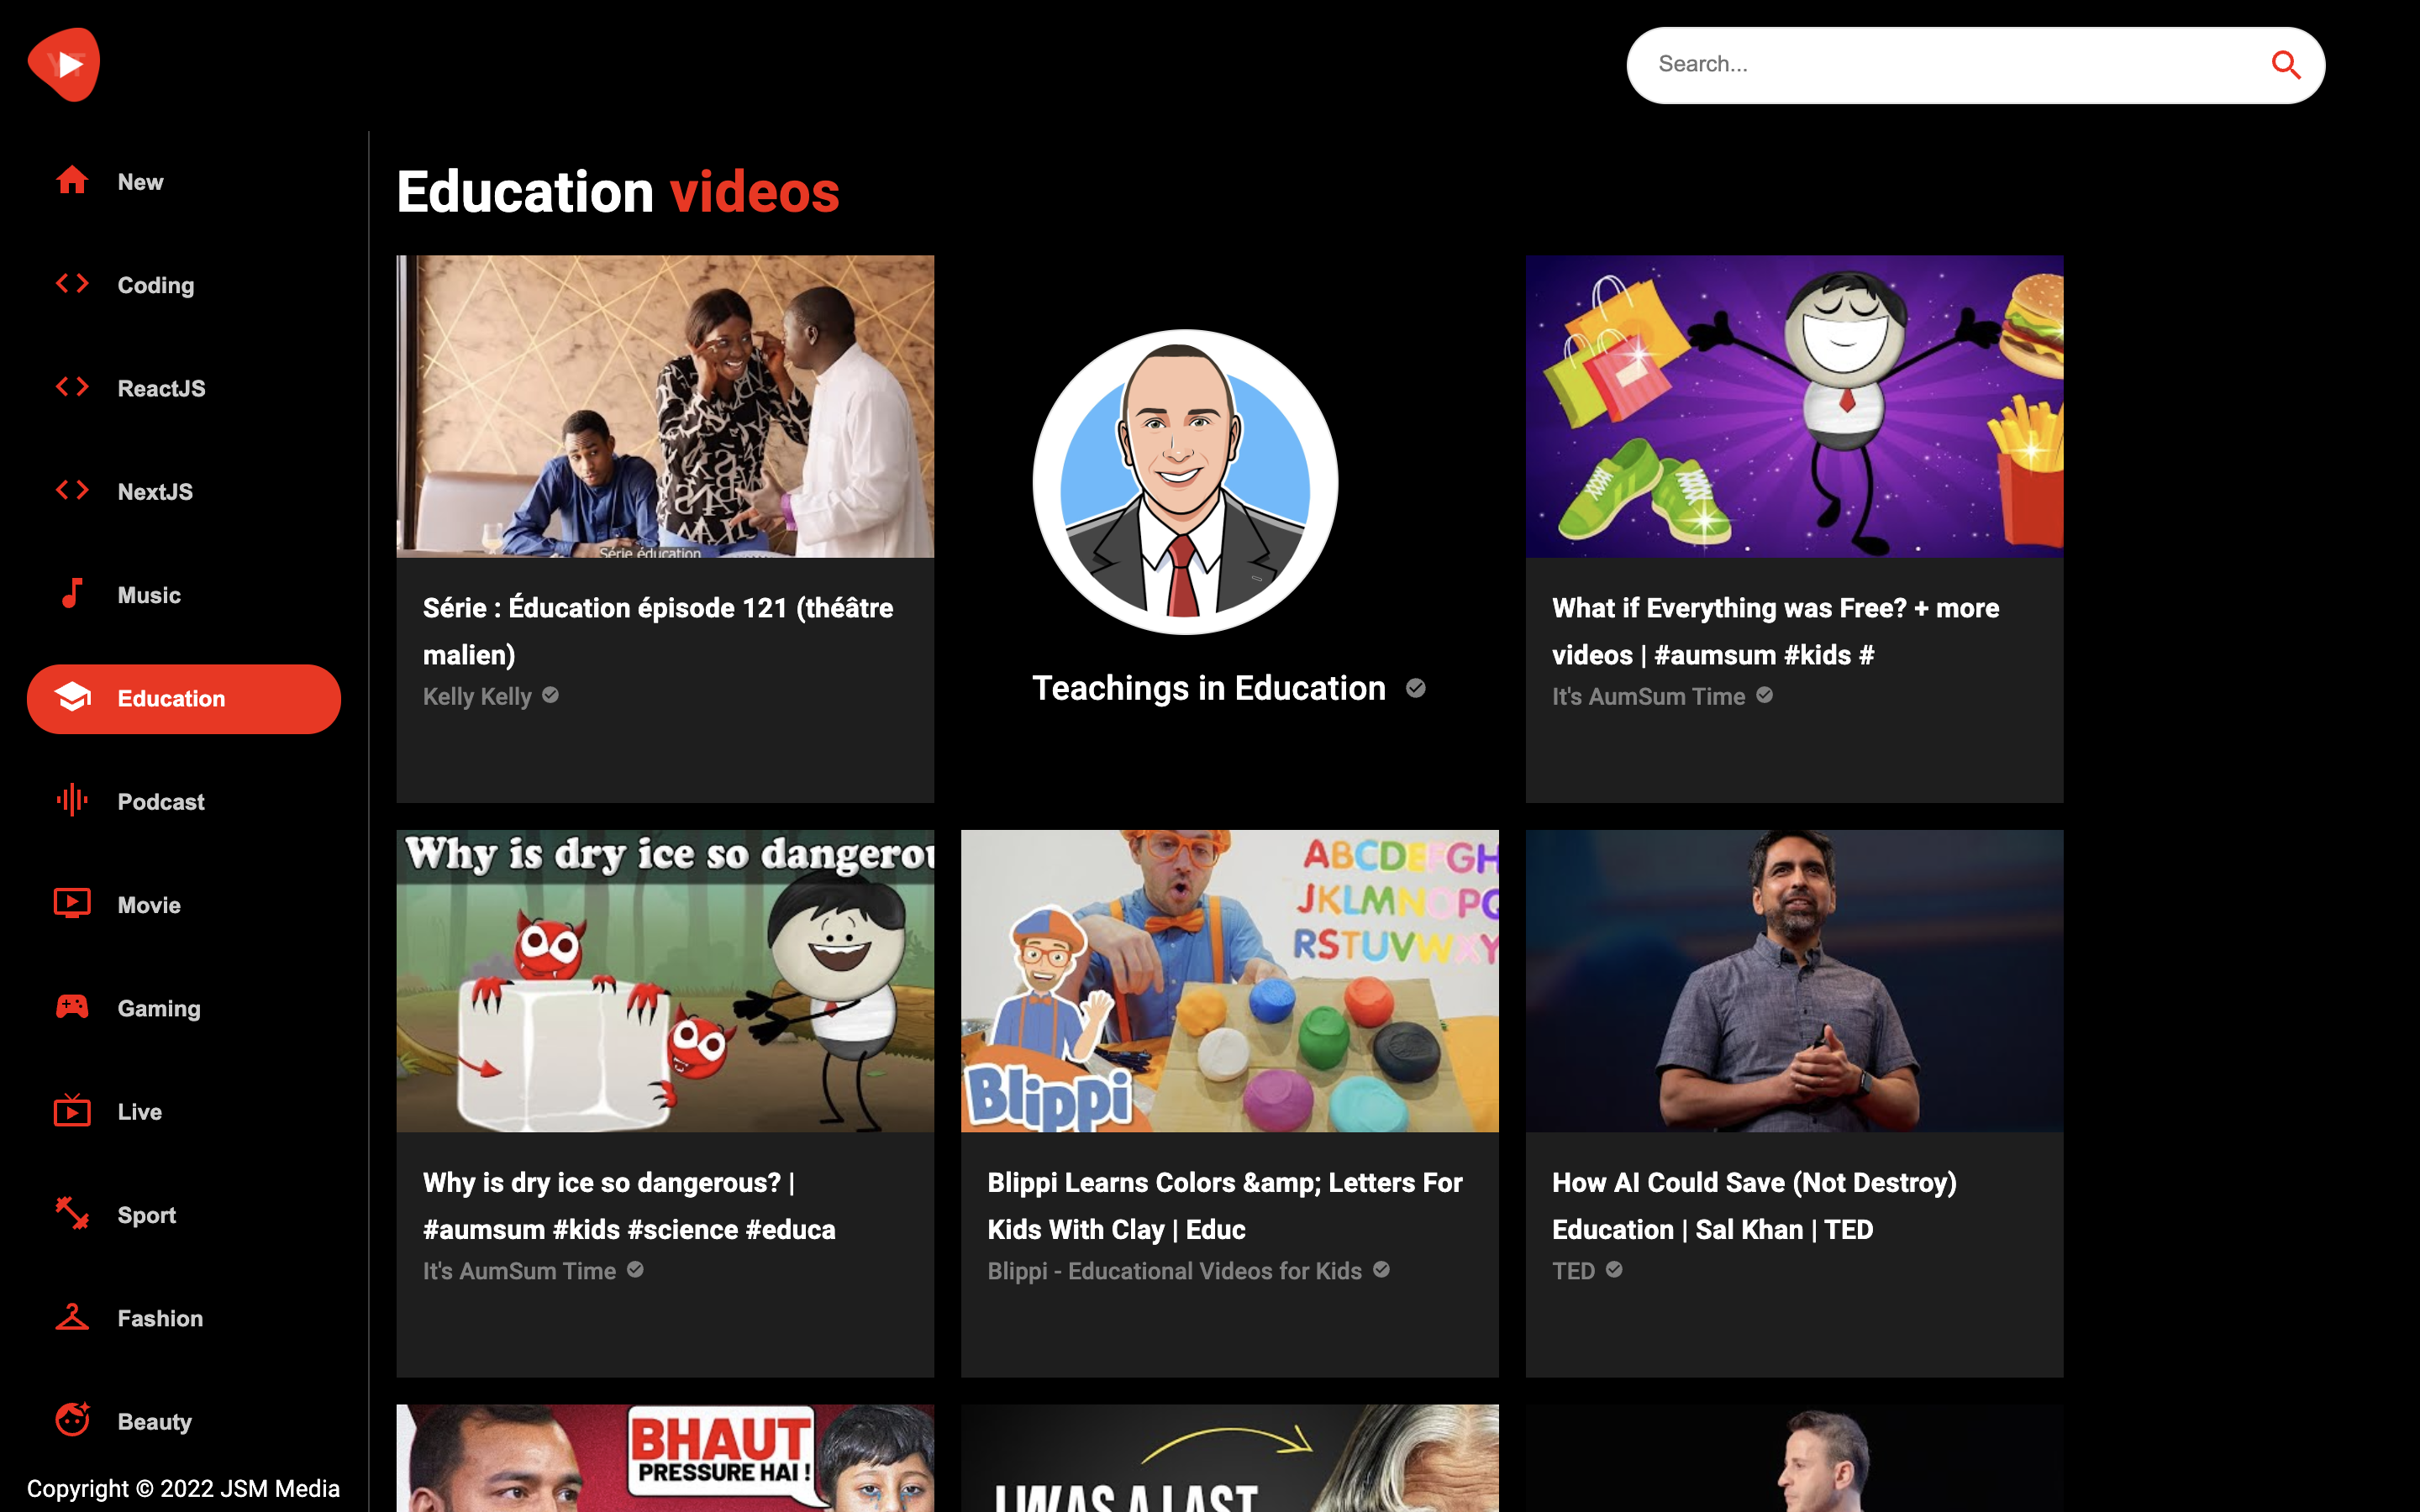 Search...
New
Coding
ReactJS
NextJS
Music
Education
Podcast
Movie
Gaming
Live
Sport
Fashion
Beauty
Copyright © 2022 JSM Media
Education videos
Série éducation
Série : Éducation épisode 121 (théâtre
malien)
Kelly Kelly
Teachings in Education
What if Everything was Free? + more
videos | #aumsum #kids #
It's AumSum Time
Why is dry ice so dangerou
Why is dry ice so dangerous? |
#aumsum #kids #science #educa
It's AumSum Time
ABCDEFGH
JKLMNOPQ
RSTUVWXY
Blippi
Blippi Learns Colors &amp; Letters For
Kids With Clay | Educ
Blippi - Educational Videos for Kids
How AI Could Save (Not Destroy)
Education | Sal Khan | TED
TED
BHAUT
PRESSURE HAI !
I WAS A LAST